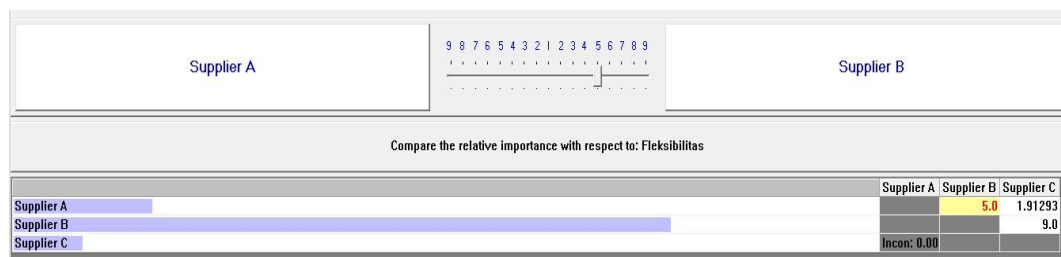 9 8 7 6 5 4 3 2 1 2 3 4 5 6 7 8 9
Supplier A
Supplier B
Compare the relative importance with respect to: Fleksibilitas
Supplier A Supplier B Supplier C
Supplier A 5.0 1.91293
Supplier B 9.0
Supplier C Incon: 0.00